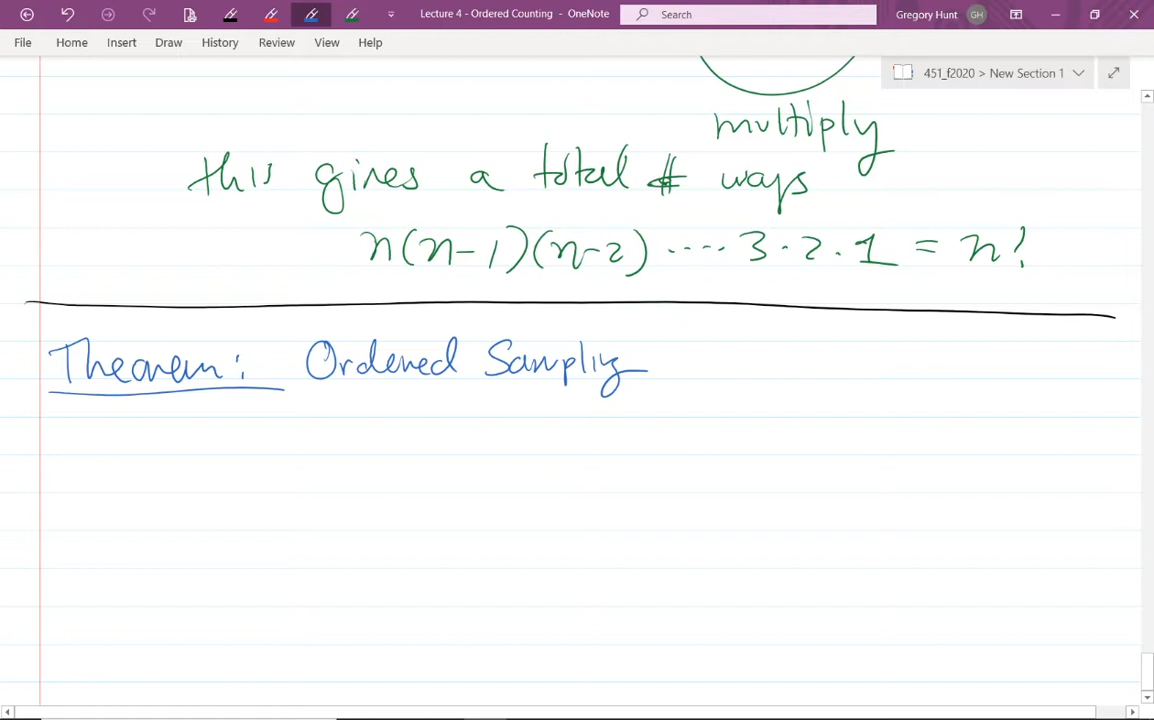 Lecture 4 - Ordered Counting - OneNote
Search
Gregory Hunt GH
File Home Insert Draw History Review View Help
451_f2020 > New Section 1
multiply
this gives a total # ways
n(n-1)(n-2) ···· 3·2·1 = n!
Theorem: Ordered Sampling